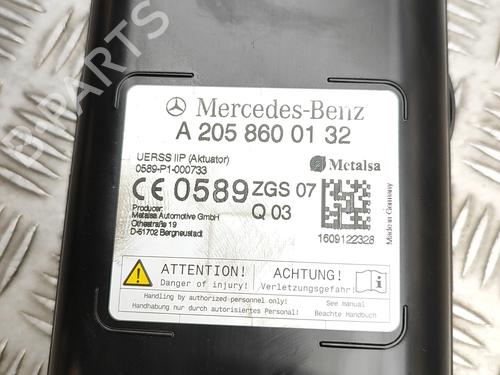 B-PARTS
Mercedes-Benz
A 205 860 01 32
UERSS IIP (Aktuator)
0589-P1-000733
Metalsa
CE 0589 ZGS 07
Q 03
Producer:
Metalsa Automotive GmbH
Othestraße 19
D-51702 Bergneustadt
1609122328
Made in Germany
ATTENTION!
Danger of injury!
ACHTUNG!
Verletzungsgefahr!
Handling by authorized personnel only!
Handhabung nur durch autorisiertes Personal!
See manual
Beachte Handbuch